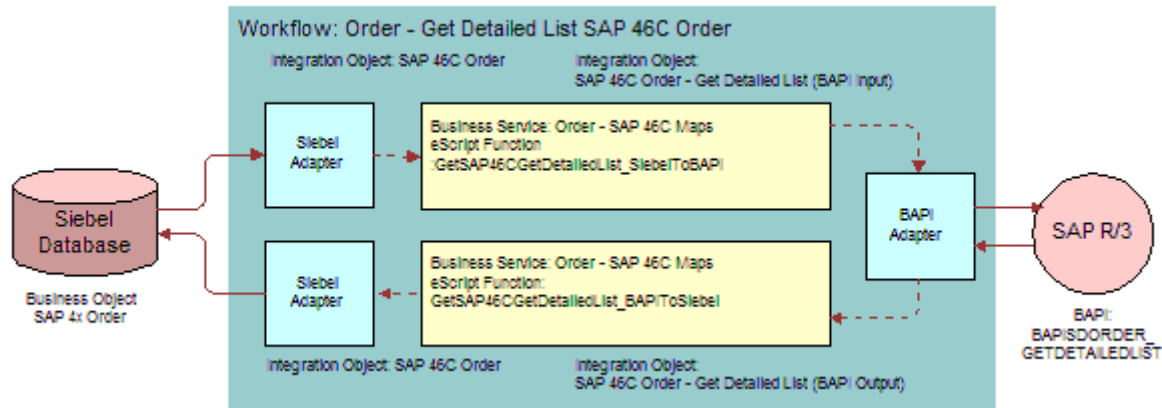 Workflow: Order - Get Detailed List SAP 46C Order
Integration Object: SAP 46C Order
Integration Object:
SAP 46C Order - Get Detailed List (BAPI Input)
Siebel
Adapter
Business Service: Order - SAP 46C Maps
eScript Function
:GetSAP46CGetDetailedList_SiebelToBAPI
Siebel
Database
Business Object
SAP 4x Order
BAPI
Adapter
SAP R/3
BAPI:
BAPISDORDER_
GETDETAILEDLIST
Siebel
Adapter
Business Service: Order - SAP 46C Maps
eScript Function:
GetSAP46CGetDetailedList_BAPIToSiebel
Integration Object: SAP 46C Order
Integration Object:
SAP 46C Order - Get Detailed List (BAPI Output)